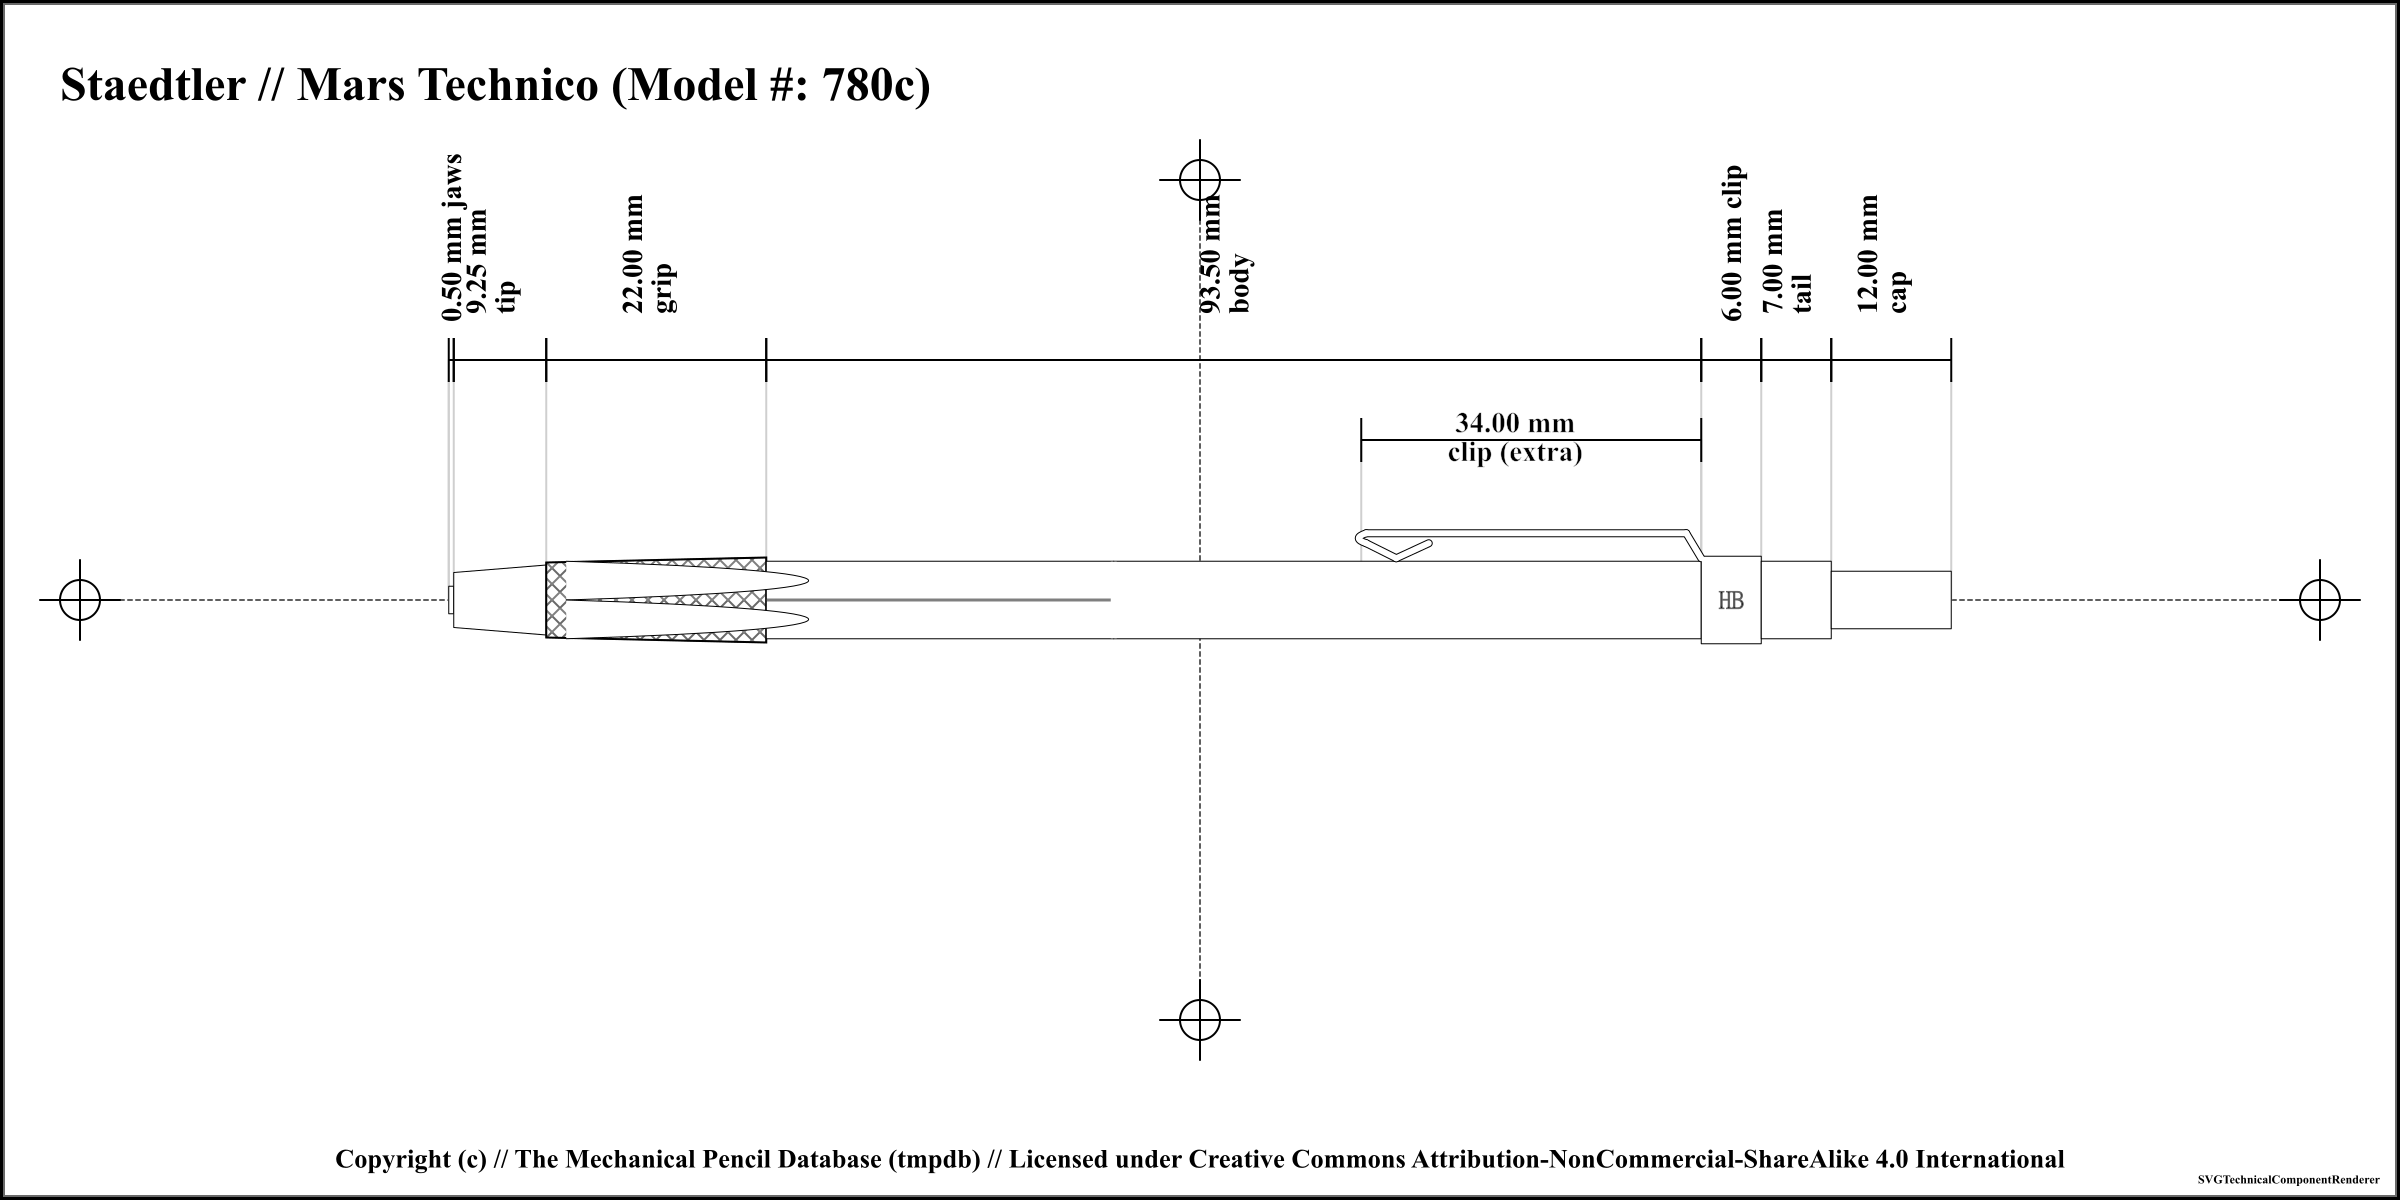 Staedtler // Mars Technico (Model #: 780c)
0.50 mm jaws
9.25 mm
tip
22.00 mm
grip
93.50 mm
body
6.00 mm clip
7.00 mm
tail
12.00 mm
cap
34.00 mm
clip (extra)
HB
Copyright (c) // The Mechanical Pencil Database (tmpdb) // Licensed under Creative Commons Attribution-NonCommercial-ShareAlike 4.0 International
SVGTechnicalComponentRenderer